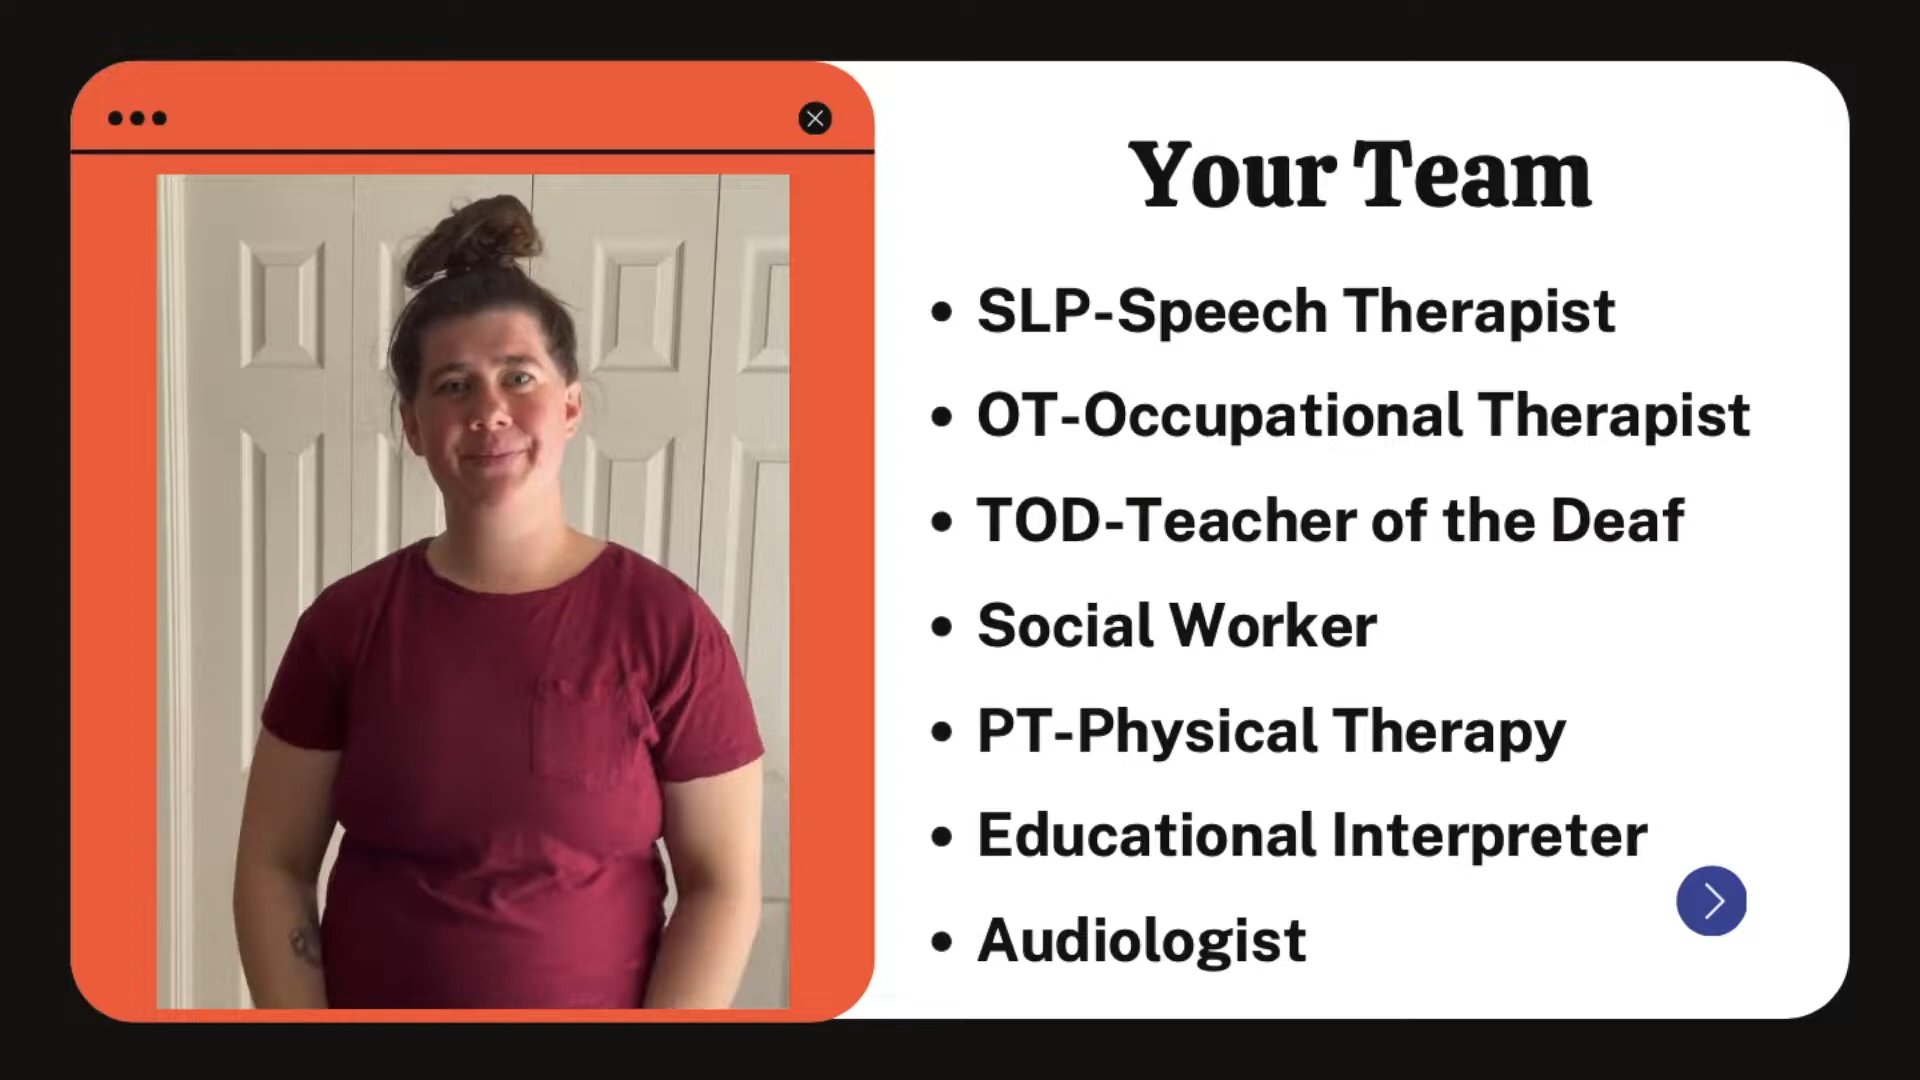 Your Team
SLP-Speech Therapist
OT-Occupational Therapist
TOD-Teacher of the Deaf
Social Worker
PT-Physical Therapy
Educational Interpreter
Audiologist